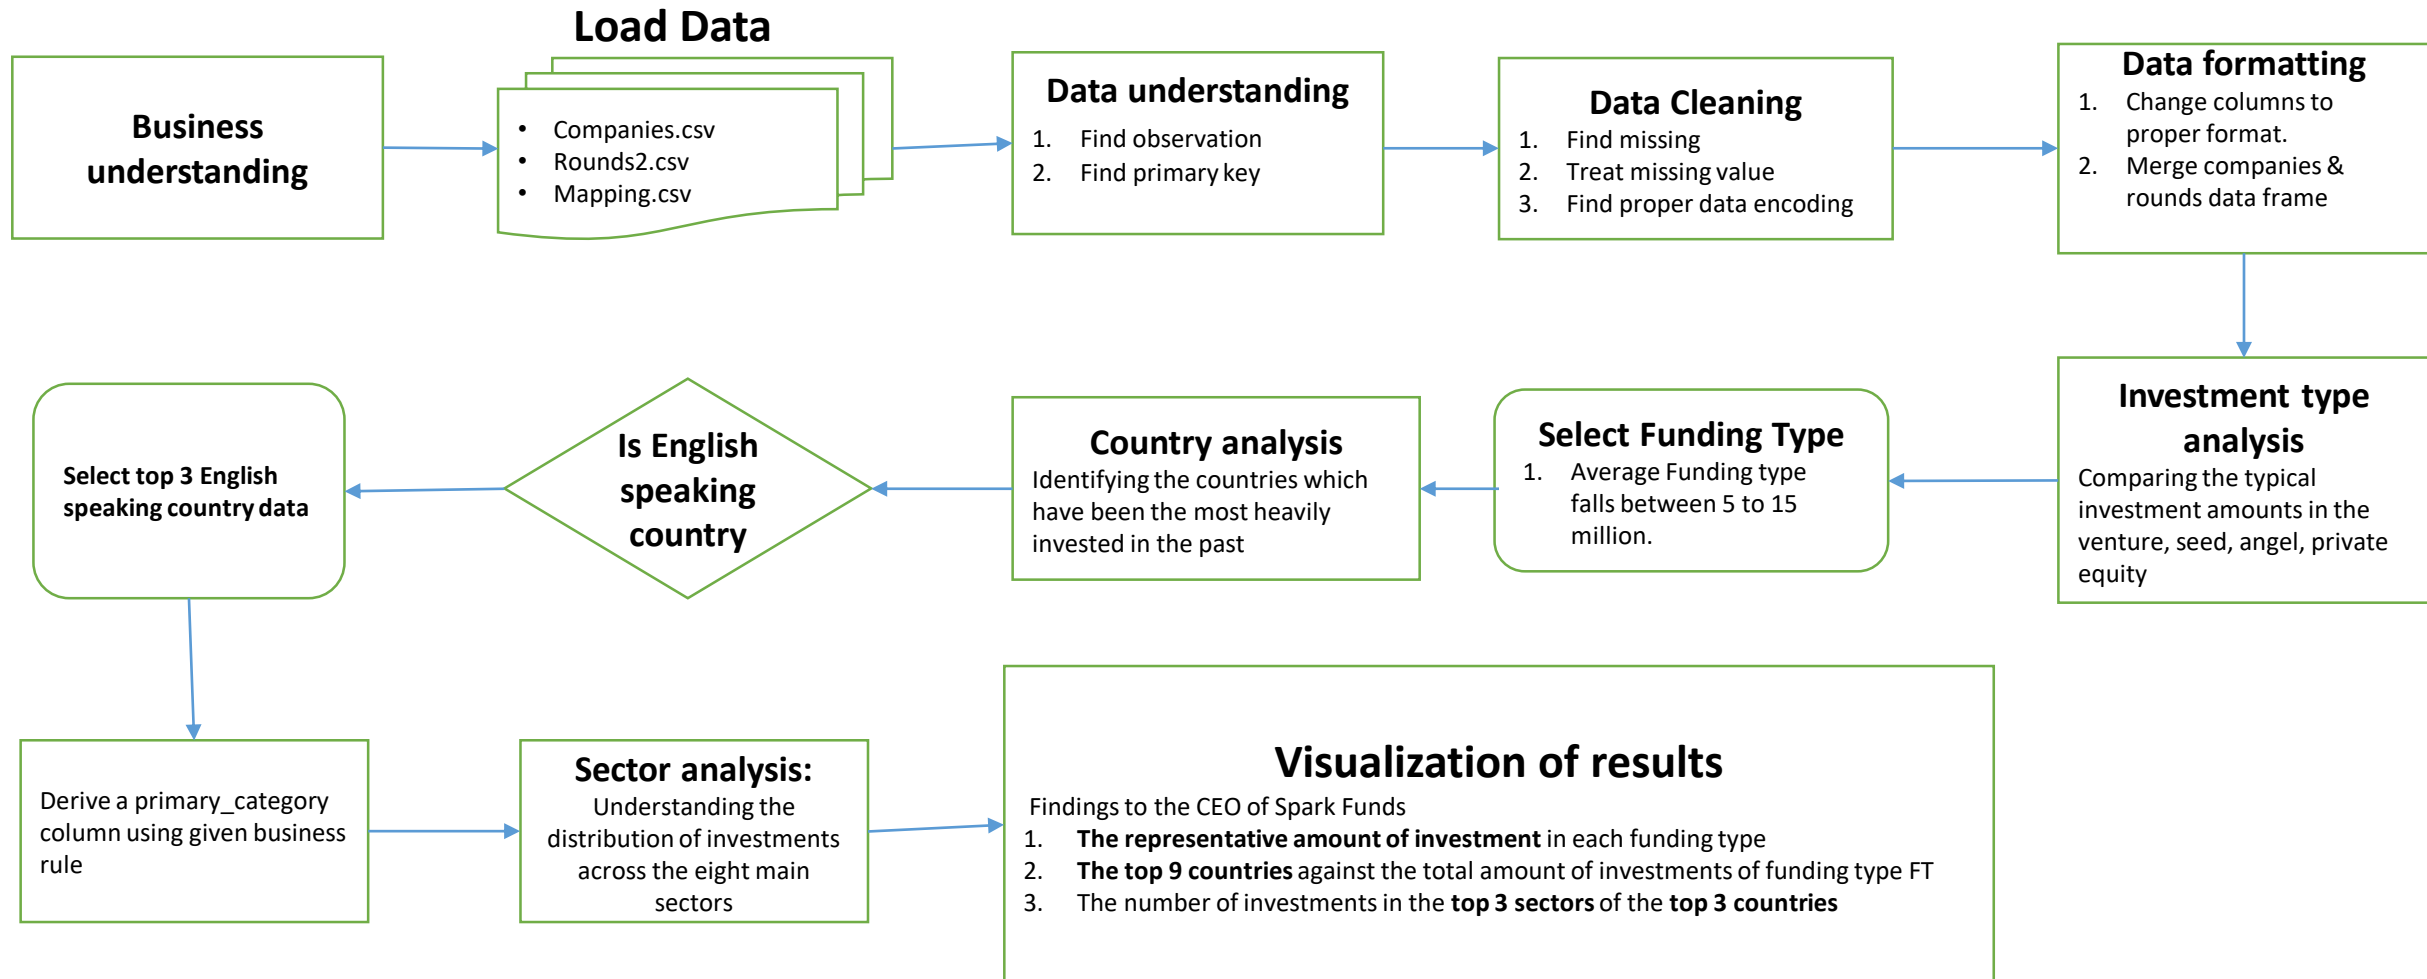 Load Data
Business
understanding
• Companies.csv
• Rounds2.csv
• Mapping.csv
Data understanding
1. Find observation
2. Find primary key
Data Cleaning
1. Find missing
2. Treat missing value
3. Find proper data encoding
Data formatting
1. Change columns to
proper format.
2. Merge companies &
rounds data frame
Investment type
analysis
Comparing the typical
investment amounts in the
venture, seed, angel, private
equity
Select Funding Type
1. Average Funding type
falls between 5 to 15
million.
Country analysis
Identifying the countries which
have been the most heavily
invested in the past
Is English
speaking
country
Select top 3 English
speaking country data
Derive a primary_category
column using given business
rule
Sector analysis:
Understanding the
distribution of investments
across the eight main
sectors
Visualization of results
Findings to the CEO of Spark Funds
1. The representative amount of investment in each funding type
2. The top 9 countries against the total amount of investments of funding type FT
3. The number of investments in the top 3 sectors of the top 3 countries